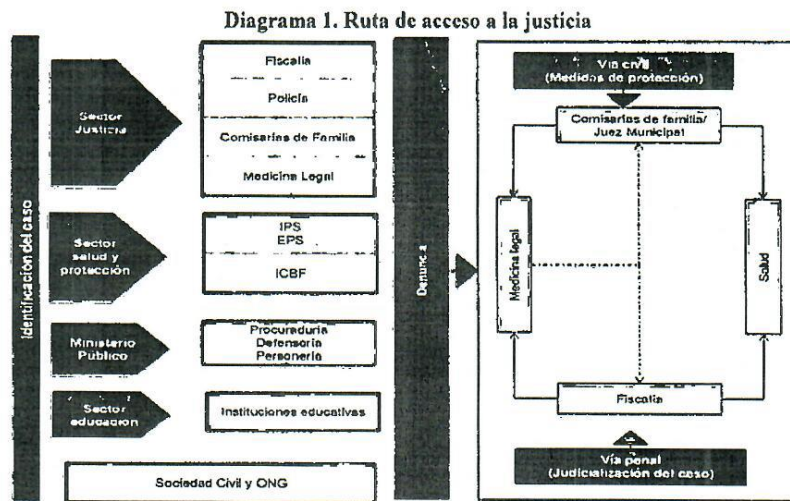 Diagrama 1. Ruta de acceso a la justicia
Identificación del caso
Sector
Justicia
Fiscalía
Policía
Comisarías de Familia
Medicina Legal
Sector
salud y
protección
IPS
EPS
ICBF
Ministerio
Público
Procuraduría
Defensoría
Personería
Sector
educación
Instituciones educativas
Sociedad Civil y ONG
Denuncia
Vía civil
(Medidas de protección)
Comisarías de familia/
Juez Municipal
Medicina legal
Salud
Fiscalía
Vía penal
(Judicialización del caso)